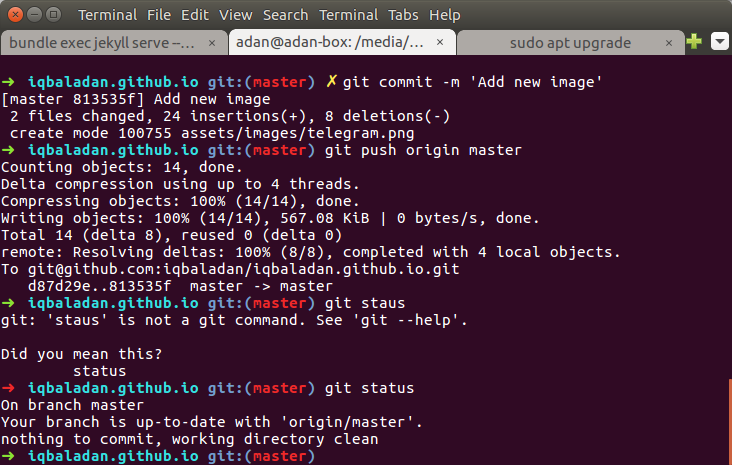 Terminal File Edit View Search Terminal Tabs Help
bundle exec jekyll serve --... × adan@adan-box: /media/... × sudo apt upgrade ×
➜ iqbaladan.github.io git:(master) ✗ git commit -m 'Add new image'
[master 813535f] Add new image
 2 files changed, 24 insertions(+), 8 deletions(-)
 create mode 100755 assets/images/telegram.png
➜ iqbaladan.github.io git:(master) git push origin master
Counting objects: 14, done.
Delta compression using up to 4 threads.
Compressing objects: 100% (14/14), done.
Writing objects: 100% (14/14), 567.08 KiB | 0 bytes/s, done.
Total 14 (delta 8), reused 0 (delta 0)
remote: Resolving deltas: 100% (8/8), completed with 4 local objects.
To git@github.com:iqbaladan/iqbaladan.github.io.git
   d87d29e..813535f  master -> master
➜ iqbaladan.github.io git:(master) git staus
git: 'staus' is not a git command. See 'git --help'.
Did you mean this?
        status
➜ iqbaladan.github.io git:(master) git status
On branch master
Your branch is up-to-date with 'origin/master'.
nothing to commit, working directory clean
➜ iqbaladan.github.io git:(master)